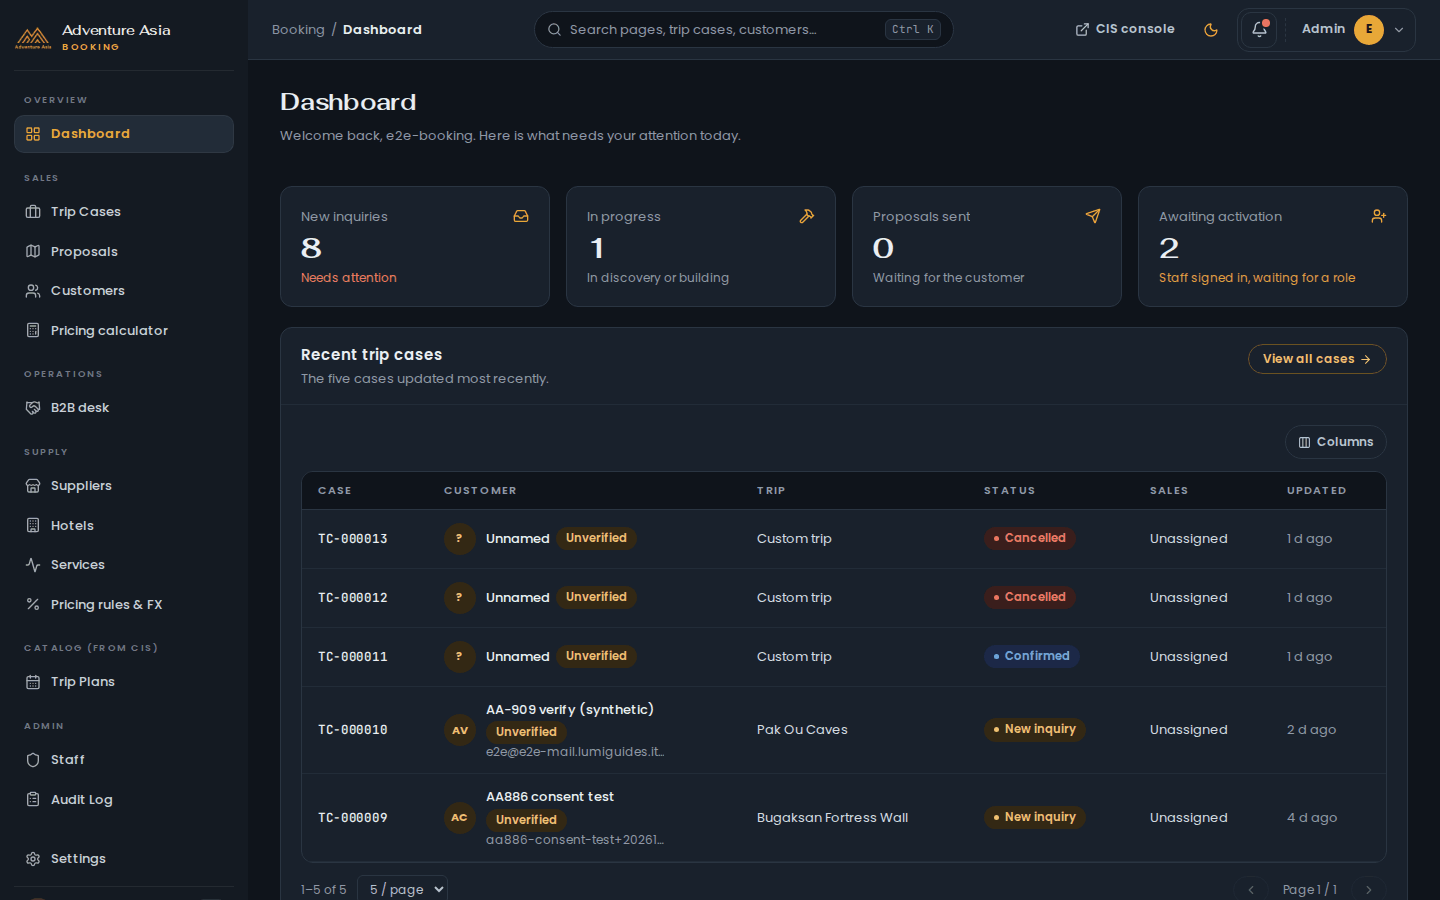 Adventure Asia
BOOKING
Adventure Asia
OVERVIEW
Dashboard
SALES
Trip Cases
Proposals
Customers
Pricing calculator
OPERATIONS
B2B desk
SUPPLY
Suppliers
Hotels
Services
Pricing rules & FX
CATALOG (FROM CIS)
Trip Plans
ADMIN
Staff
Audit Log
Settings
Booking / Dashboard
Search pages, trip cases, customers…
Ctrl K
CIS console
Admin
E
Dashboard
Welcome back, e2e-booking. Here is what needs your attention today.
New inquiries
8
Needs attention
In progress
1
In discovery or building
Proposals sent
0
Waiting for the customer
Awaiting activation
2
Staff signed in, waiting for a role
Recent trip cases
The five cases updated most recently.
View all cases →
Columns
CASE CUSTOMER TRIP STATUS SALES UPDATED
TC-000013 ? Unnamed Unverified Custom trip Cancelled Unassigned 1 d ago
TC-000012 ? Unnamed Unverified Custom trip Cancelled Unassigned 1 d ago
TC-000011 ? Unnamed Unverified Custom trip Confirmed Unassigned 1 d ago
AA-909 verify (synthetic)
TC-000010 AV Unverified Pak Ou Caves New inquiry Unassigned 2 d ago
e2e@e2e-mail.lumiguides.it…
AA886 consent test
TC-000009 AC Unverified Bugaksan Fortress Wall New inquiry Unassigned 4 d ago
aa886-consent-test+20261…
1–5 of 5 5 / page Page 1 / 1